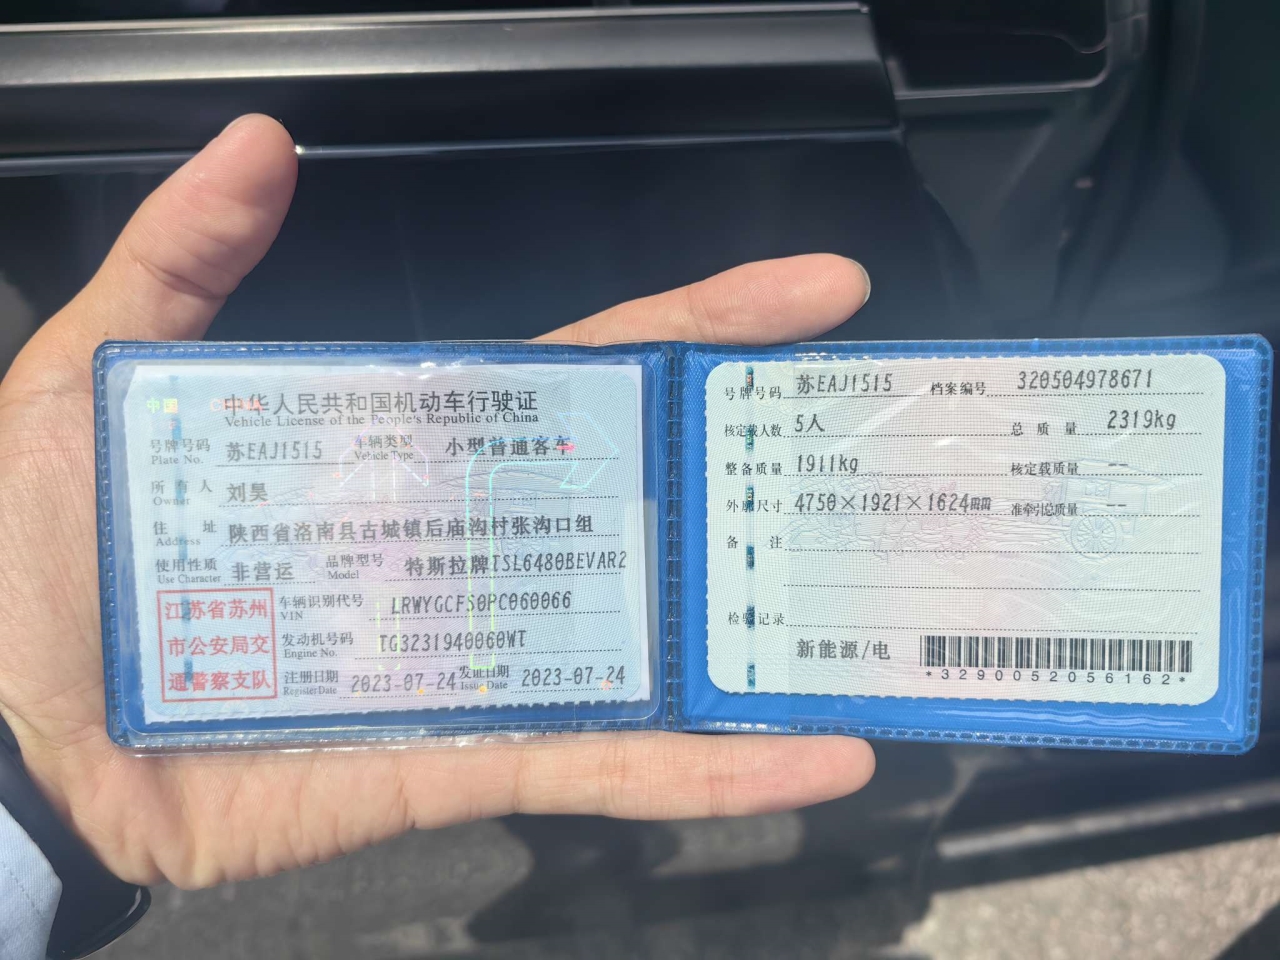 中国
中华人民共和国机动车行驶证
Vehicle License of the People's Republic of China
号牌号码 苏EAJ1515 车辆类型 小型普通客车
Plate No. Vehicle Type
所有人 刘昊
Owner
住址 陕西省洛南县古城镇后庙沟村张沟口组
Address
使用性质 非营运 品牌型号 特斯拉牌TSL6480BEVAR2
Use Character Model
江苏省苏州
市公安局交
通警察支队
车辆识别代号 LRWYGCFS0PC060066
VIN
发动机号码 TG3231940060WT
Engine No.
注册日期 2023-07-24 发证日期 2023-07-24
Register Date Issue Date
号牌号码 苏EAJ1515 档案编号 320504978671
核定载人数 5人 总质量 2319kg
整备质量 1911kg 核定载质量 --
外廓尺寸 4750×1921×1624mm 准牵引总质量 --
备注
检验记录
新能源/电
*3290052056162*